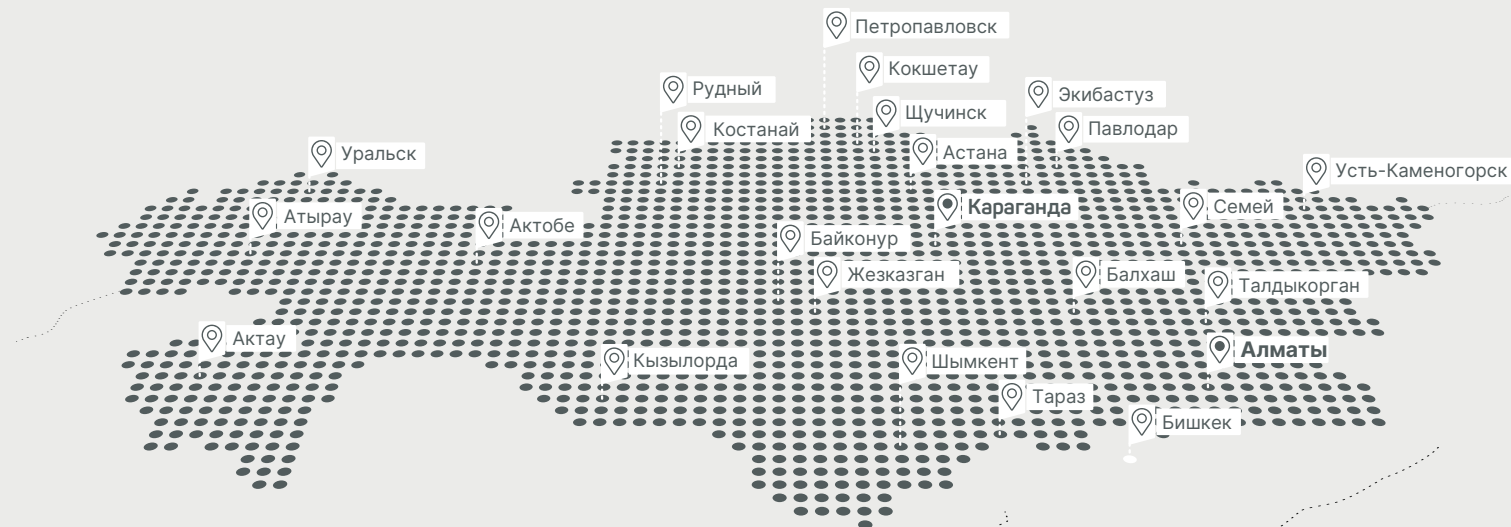 Петропавловск
Кокшетау
Рудный
Экибастуз
Щучинск
Костанай
Павлодар
Уральск
Астана
Усть-Каменогорск
Караганда
Семей
Атырау
Актобе
Байконур
Жезказган
Балхаш
Талдыкорган
Актау
Алматы
Кызылорда
Шымкент
Тараз
Бишкек